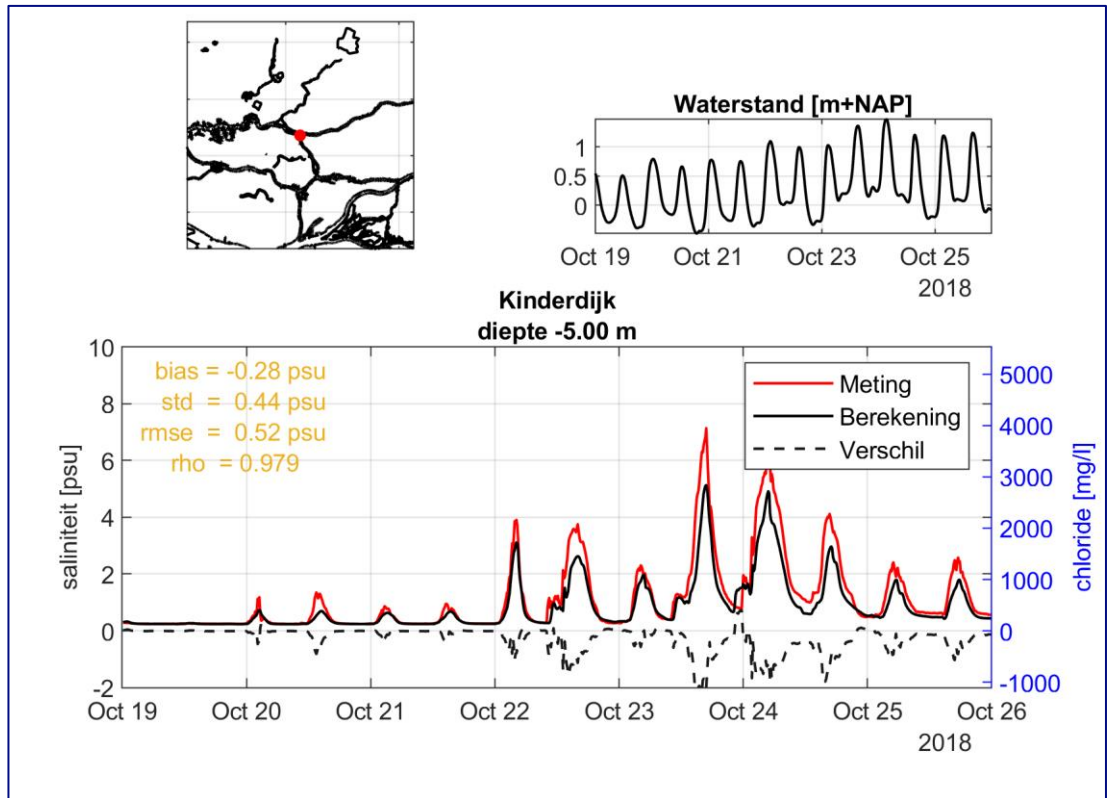 Waterstand [m+NAP]
1
0.5
0
Oct 19
Oct 21
Oct 23
Oct 25
2018
Kinderdijk
diepte -5.00 m
10
8
6
4
2
0
-2
saliniteit [psu]
bias = -0.28 psu
std = 0.44 psu
rmse = 0.52 psu
rho = 0.979
Meting
Berekening
Verschil
5000
4000
3000
2000
1000
0
-1000
chloride [mg/l]
Oct 19
Oct 20
Oct 21
Oct 22
Oct 23
Oct 24
Oct 25
Oct 26
2018